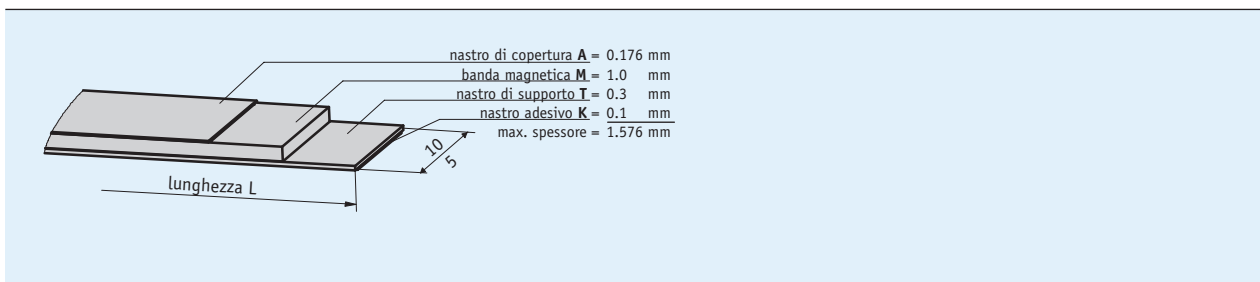 nastro di copertura A = 0.176 mm
banda magnetica M = 1.0 mm
nastro di supporto T = 0.3 mm
nastro adesivo K = 0.1 mm
max. spessore = 1.576 mm
10
5
lunghezza L